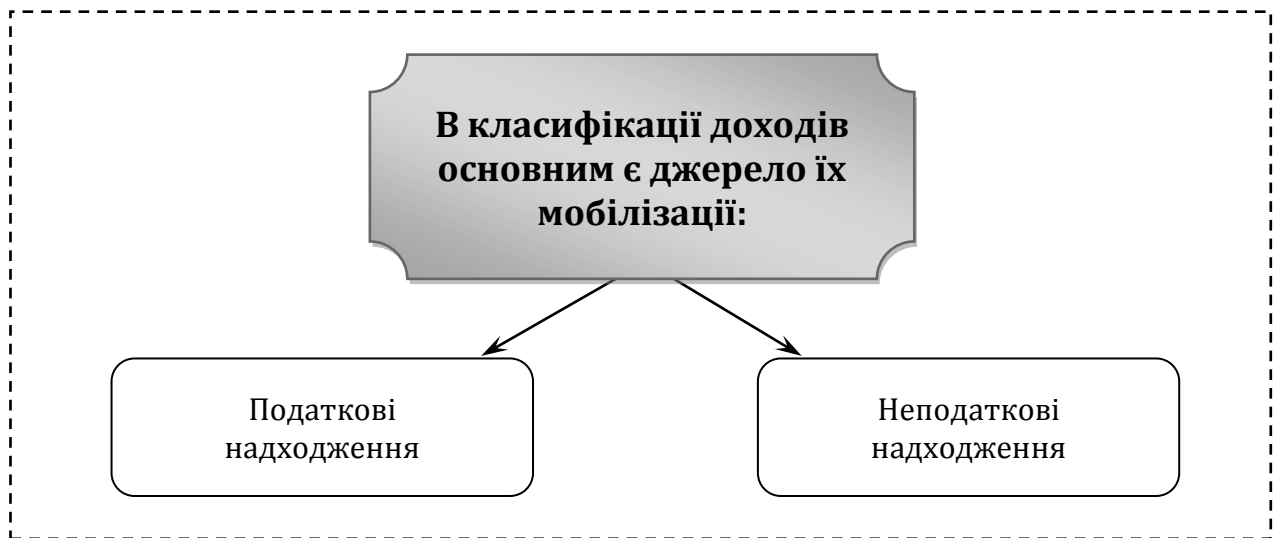 В класифікації доходів
основним є джерело їх
мобілізації:
Податкові
надходження
Неподаткові
надходження